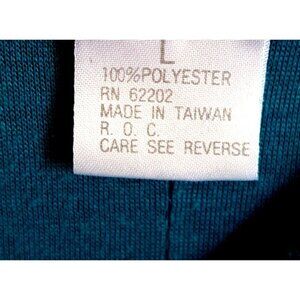 L
100%POLYESTER
RN 62202
MADE IN TAIWAN
R. O. C.
CARE SEE REVERSE